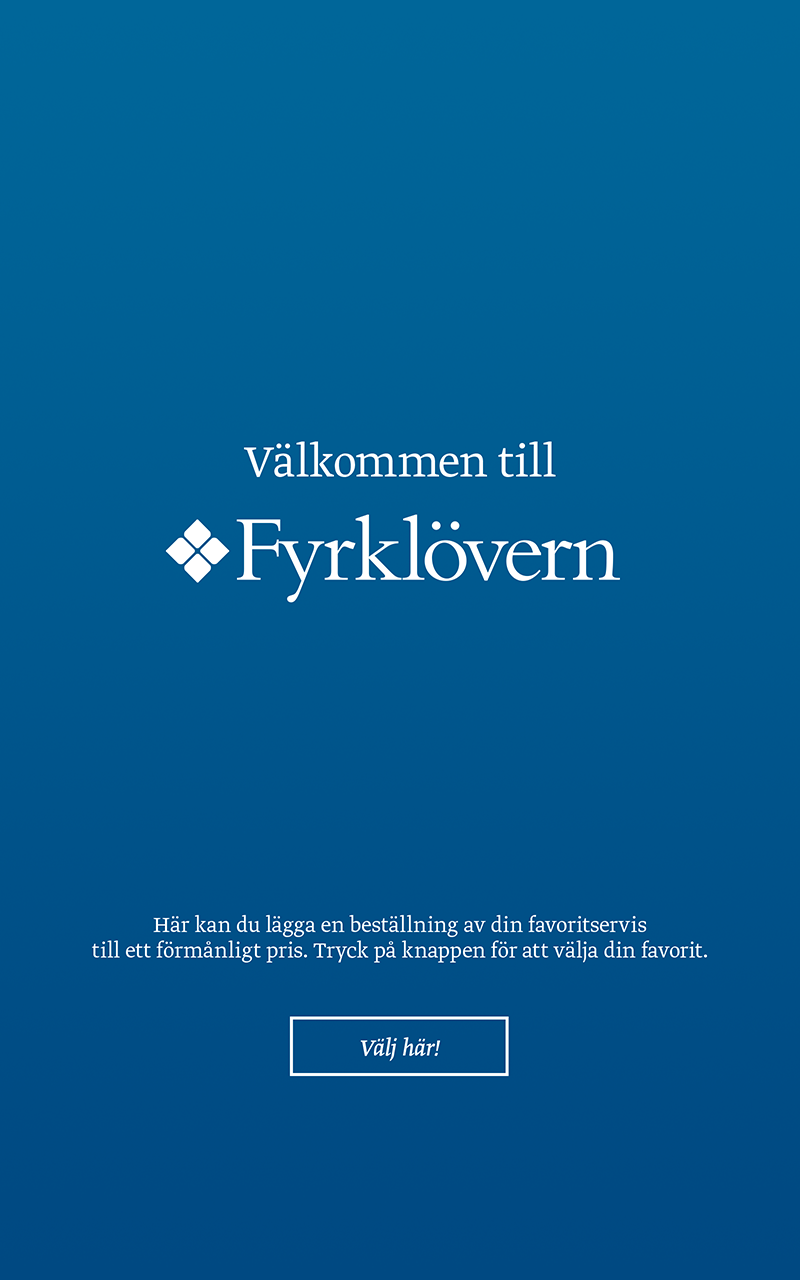 Välkommen till
Fyrklövern
Här kan du lägga en beställning av din favoritservis
till ett förmånligt pris. Tryck på knappen för att välja din favorit.
Välj här!